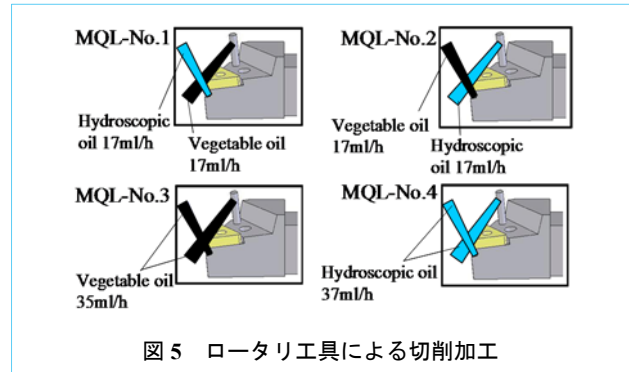 MQL-No.1
Hydroscopic
oil 17ml/h
Vegetable oil
17ml/h
MQL-No.2
Vegetable oil
17ml/h
Hydroscopic
oil 17ml/h
MQL-No.3
Vegetable oil
35ml/h
MQL-No.4
Hydroscopic oil
37ml/h
図 5 ロータリ工具による切削加工